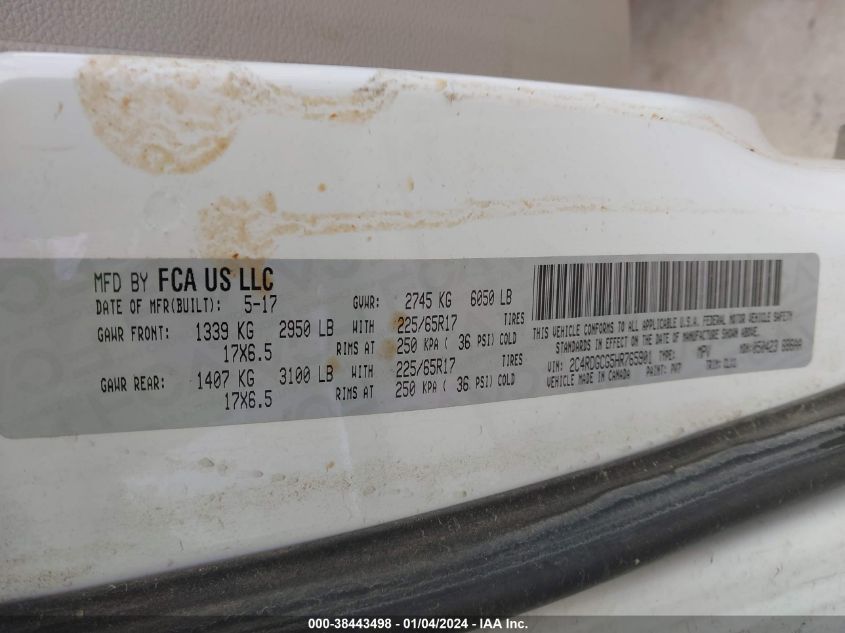 MFD BY FCA US LLC
DATE OF MFR(BUILT): 5-17 GVWR: 2745 KG 6050 LB
GAWR FRONT: 1339 KG 2950 LB WITH 225/65R17 TIRES
17X6.5 RIMS AT 250 KPA ( 36 PSI) COLD
GAWR REAR: 1407 KG 3100 LB WITH 225/65R17 TIRES
17X6.5 RIMS AT 250 KPA ( 36 PSI) COLD
THIS VEHICLE CONFORMS TO ALL APPLICABLE U.S.A. FEDERAL MOTOR VEHICLE SAFETY
STANDARDS IN EFFECT ON THE DATE OF MANUFACTURE SHOWN ABOVE.
VIN: 2C4RDGCG5HR765901 TYPE: MPV MDH: 050423
VEHICLE MADE IN CANADA PAINT: PW7 TRIM:
000-38443498 - 01/04/2024 - IAA Inc.